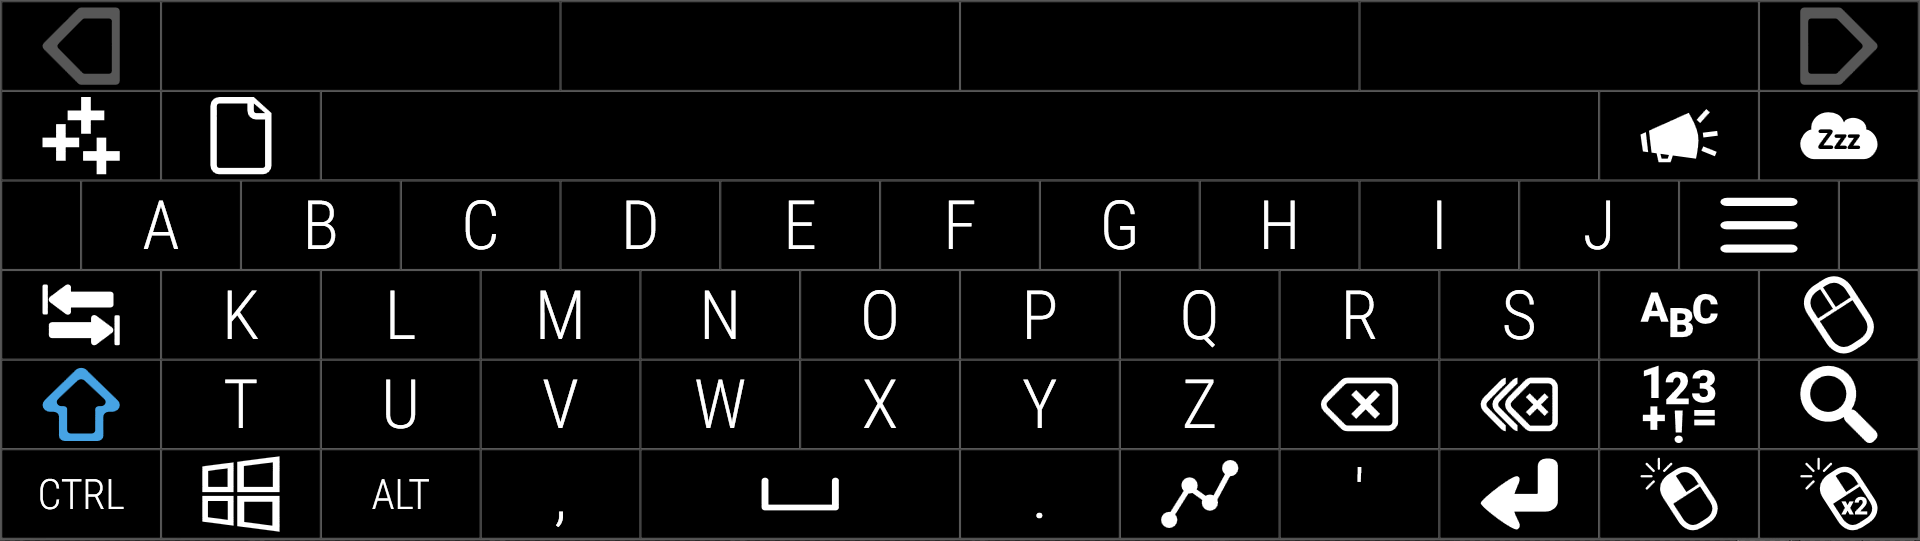 Zzz
A B C D E F G H I J
K L M N O P Q R S ABC
T U V W X Y Z 123
+!=
CTRL ALT , . ' x2